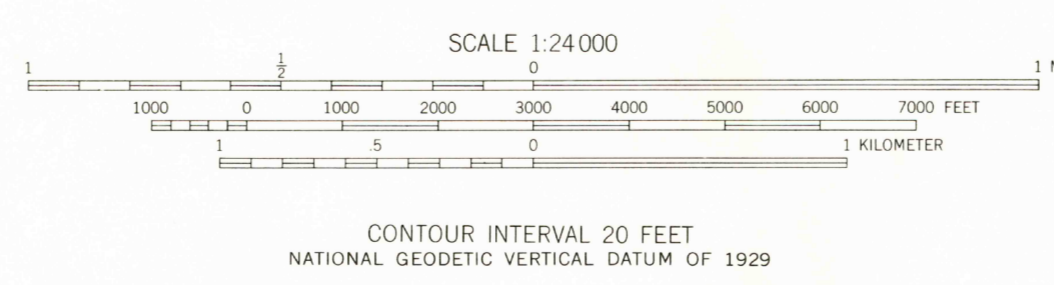 SCALE 1:24 000
1 1/2 0 1
1000 0 1000 2000 3000 4000 5000 6000 7000 FEET
1 .5 0 1 KILOMETER
CONTOUR INTERVAL 20 FEET
NATIONAL GEODETIC VERTICAL DATUM OF 1929